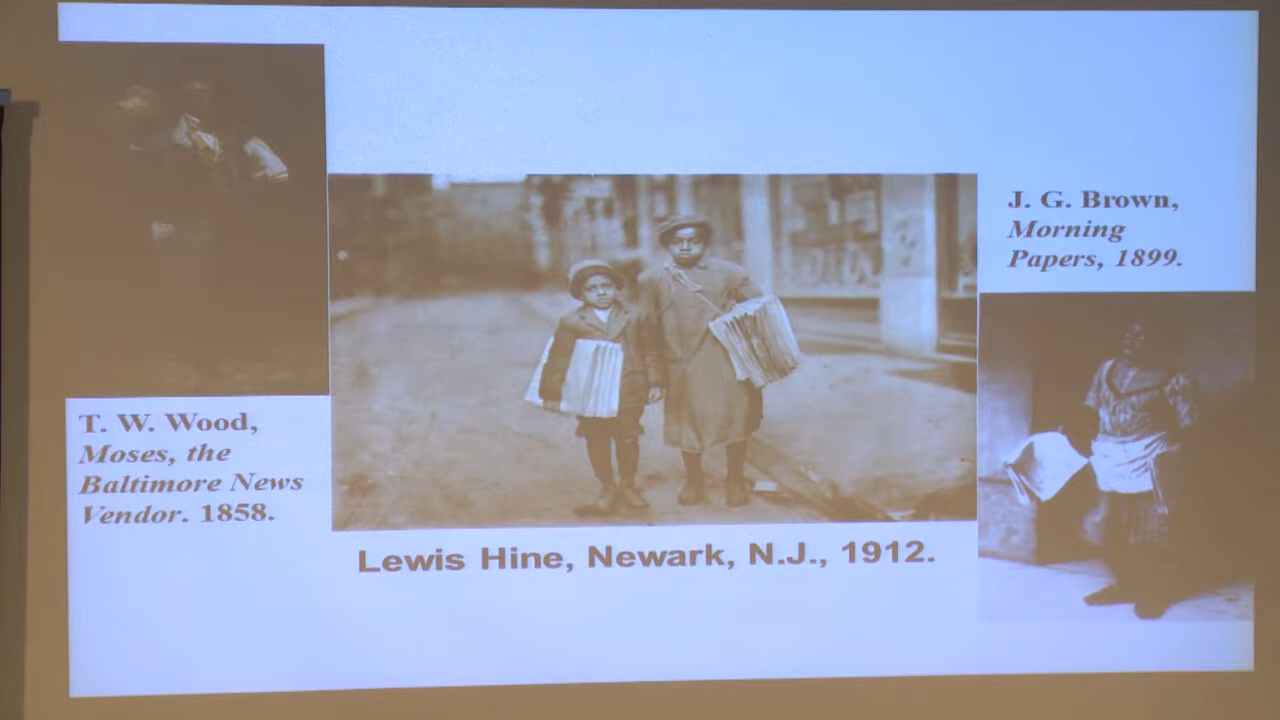 T. W. Wood,
Moses, the
Baltimore News
Vendor. 1858.
Lewis Hine, Newark, N.J., 1912.
J. G. Brown,
Morning
Papers, 1899.